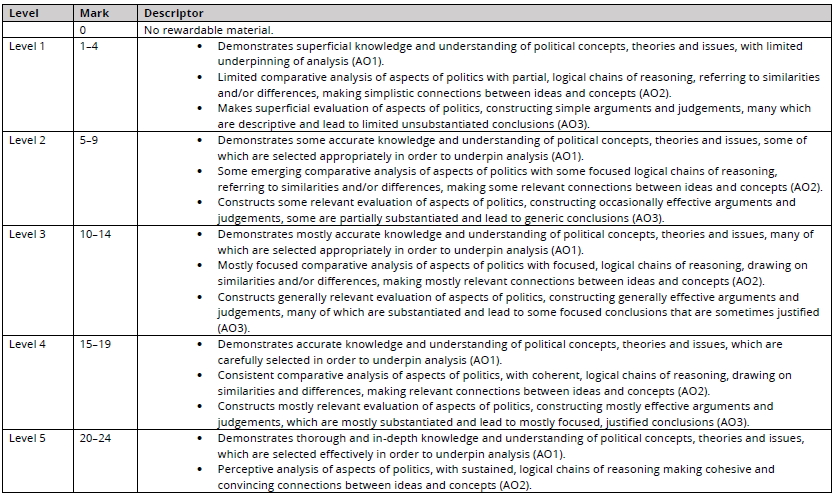 Level Mark Descriptor
0 No rewardable material.
Level 1 1–4 • Demonstrates superficial knowledge and understanding of political concepts, theories and issues, with limited
underpinning of analysis (AO1).
• Limited comparative analysis of aspects of politics with partial, logical chains of reasoning, referring to similarities
and/or differences, making simplistic connections between ideas and concepts (AO2).
• Makes superficial evaluation of aspects of politics, constructing simple arguments and judgements, many which
are descriptive and lead to limited unsubstantiated conclusions (AO3).
Level 2 5–9 • Demonstrates some accurate knowledge and understanding of political concepts, theories and issues, some of
which are selected appropriately in order to underpin analysis (AO1).
• Some emerging comparative analysis of aspects of politics with some focused logical chains of reasoning,
referring to similarities and/or differences, making some relevant connections between ideas and concepts (AO2).
• Constructs some relevant evaluation of aspects of politics, constructing occasionally effective arguments and
judgements, some are partially substantiated and lead to generic conclusions (AO3).
Level 3 10–14 • Demonstrates mostly accurate knowledge and understanding of political concepts, theories and issues, many of
which are selected appropriately in order to underpin analysis (AO1).
• Mostly focused comparative analysis of aspects of politics with focused, logical chains of reasoning, drawing on
similarities and/or differences, making mostly relevant connections between ideas and concepts (AO2).
• Constructs generally relevant evaluation of aspects of politics, constructing generally effective arguments and
judgements, many of which are substantiated and lead to some focused conclusions that are sometimes justified
(AO3).
Level 4 15–19 • Demonstrates accurate knowledge and understanding of political concepts, theories and issues, which are
carefully selected in order to underpin analysis (AO1).
• Consistent comparative analysis of aspects of politics, with coherent, logical chains of reasoning, drawing on
similarities and differences, making relevant connections between ideas and concepts (AO2).
• Constructs mostly relevant evaluation of aspects of politics, constructing mostly effective arguments and
judgements, which are mostly substantiated and lead to mostly focused, justified conclusions (AO3).
Level 5 20–24 • Demonstrates thorough and in-depth knowledge and understanding of political concepts, theories and issues,
which are selected effectively in order to underpin analysis (AO1).
• Perceptive analysis of aspects of politics, with sustained, logical chains of reasoning making cohesive and
convincing connections between ideas and concepts (AO2).